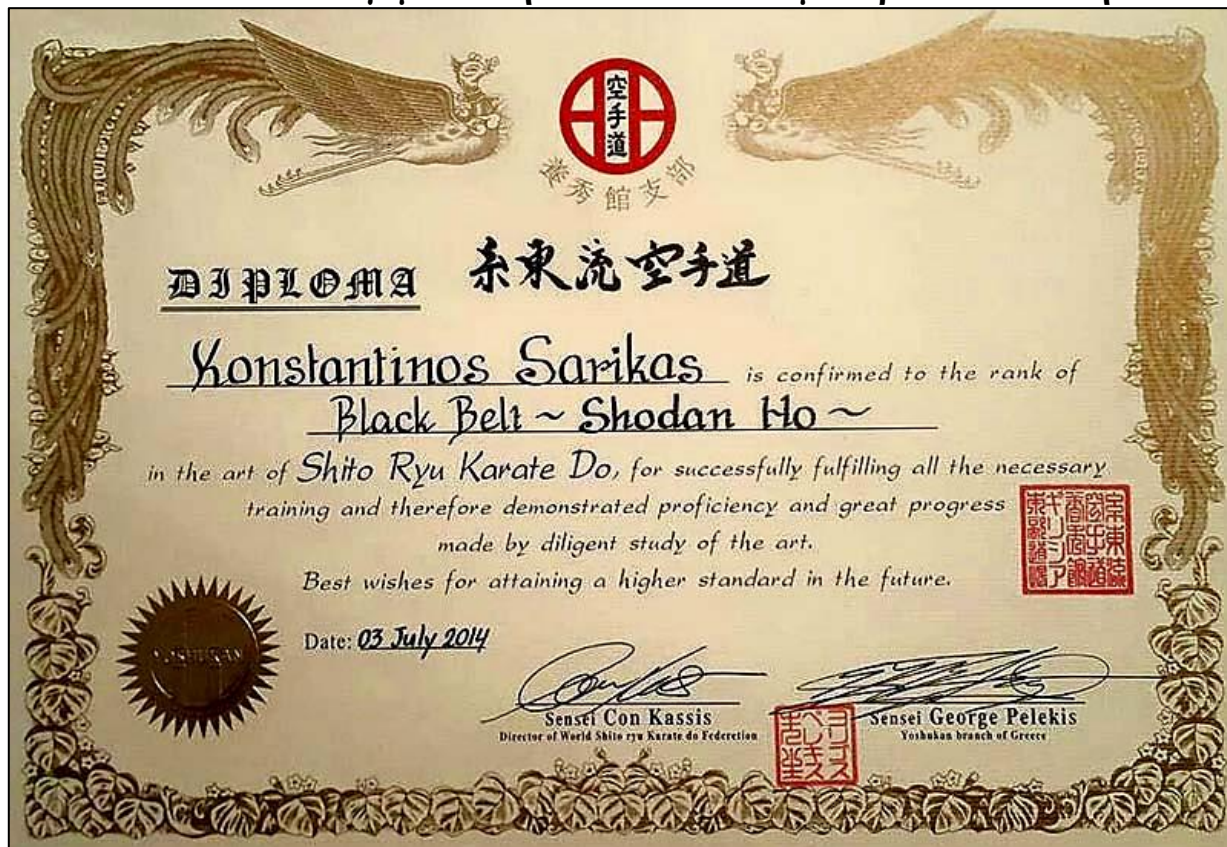 空手道
養秀館支部
DIPLOMA 糸東流空手道
Konstantinos Sarikas is confirmed to the rank of
Black Belt ~ Shodan Ho ~
in the art of Shito Ryu Karate Do, for successfully fulfilling all the necessary
training and therefore demonstrated proficiency and great progress
made by diligent study of the art.
Best wishes for attaining a higher standard in the future.
Date: 03 July 2014
Sensei Con Kassis
Director of World Shito ryu Karate do Federetion
Sensei George Pelekis
Yoshukan branch of Greece